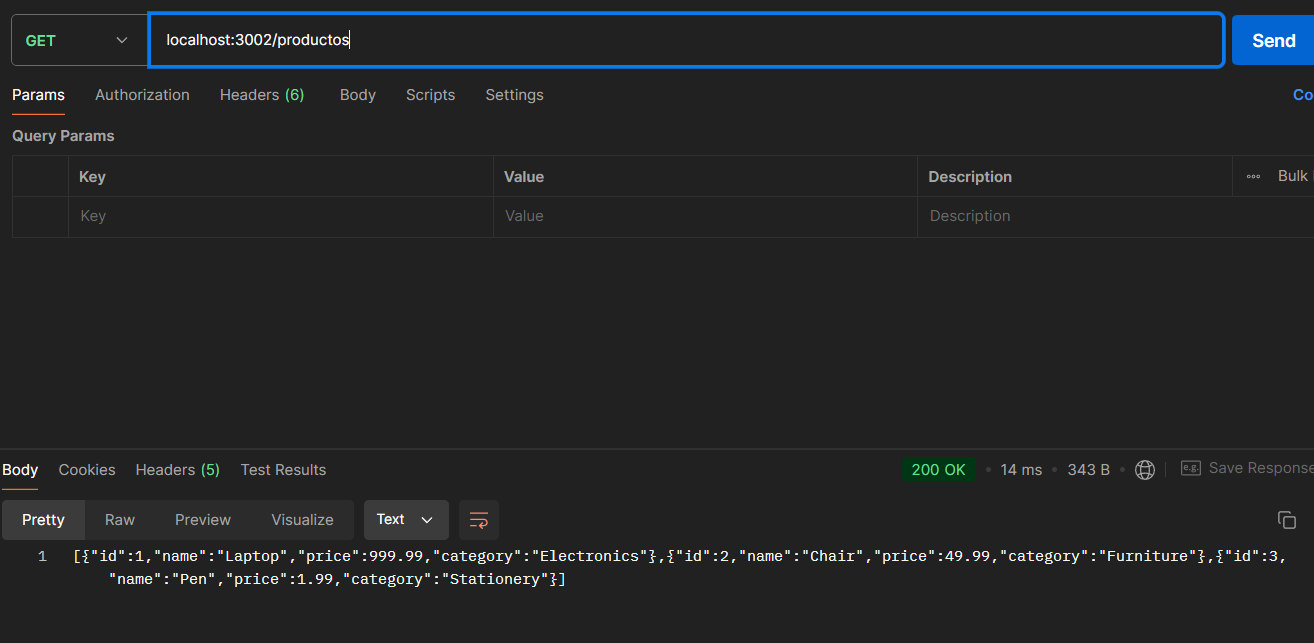 GET localhost:3002/productos Send
Params Authorization Headers (6) Body Scripts Settings Co
Query Params
Key Value Description Bulk
Key Value Description
Body Cookies Headers (5) Test Results 200 OK • 14 ms • 343 B • e.g. Save Response
Pretty Raw Preview Visualize Text
1 [{"id":1,"name":"Laptop","price":999.99,"category":"Electronics"},{"id":2,"name":"Chair","price":49.99,"category":"Furniture"},{"id":3,
"name":"Pen","price":1.99,"category":"Stationery"}]